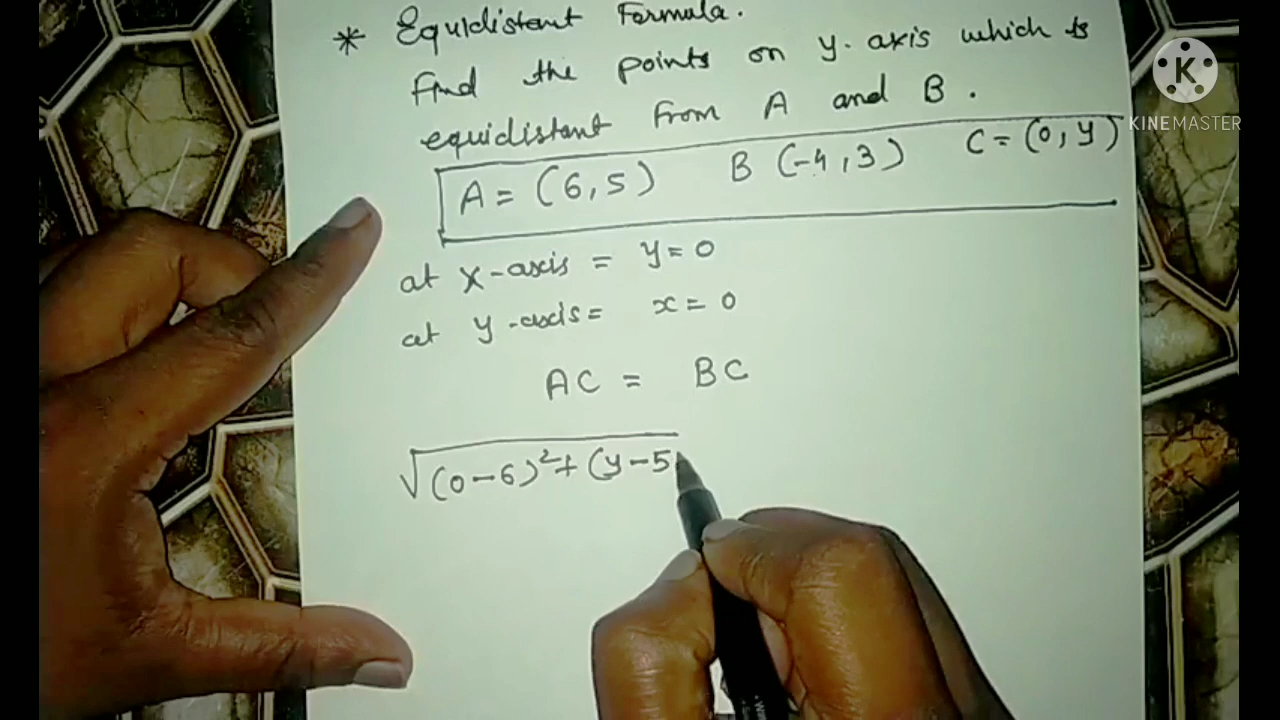 * Equidistant Formula.
Find the points on y-axis which is
equidistant from A and B.
A = (6,5) B (-4,3) C = (0,y)
at x-axis = y=0
at y-axis= x=0
AC = BC
√(0-6)²+(y-5
K
KINEMASTER